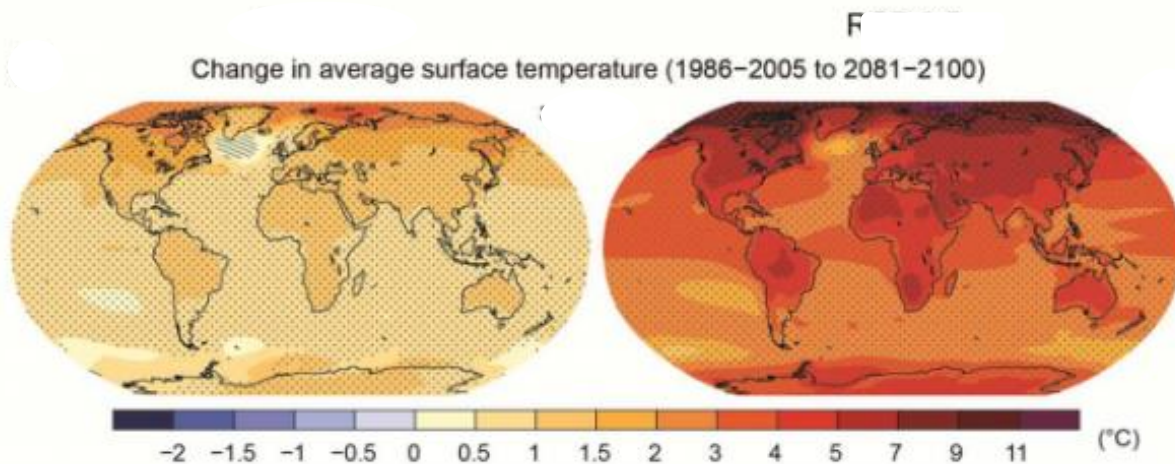 Change in average surface temperature (1986−2005 to 2081−2100)
−2 −1.5 −1 −0.5 0 0.5 1 1.5 2 3 4 5 7 9 11 (°C)